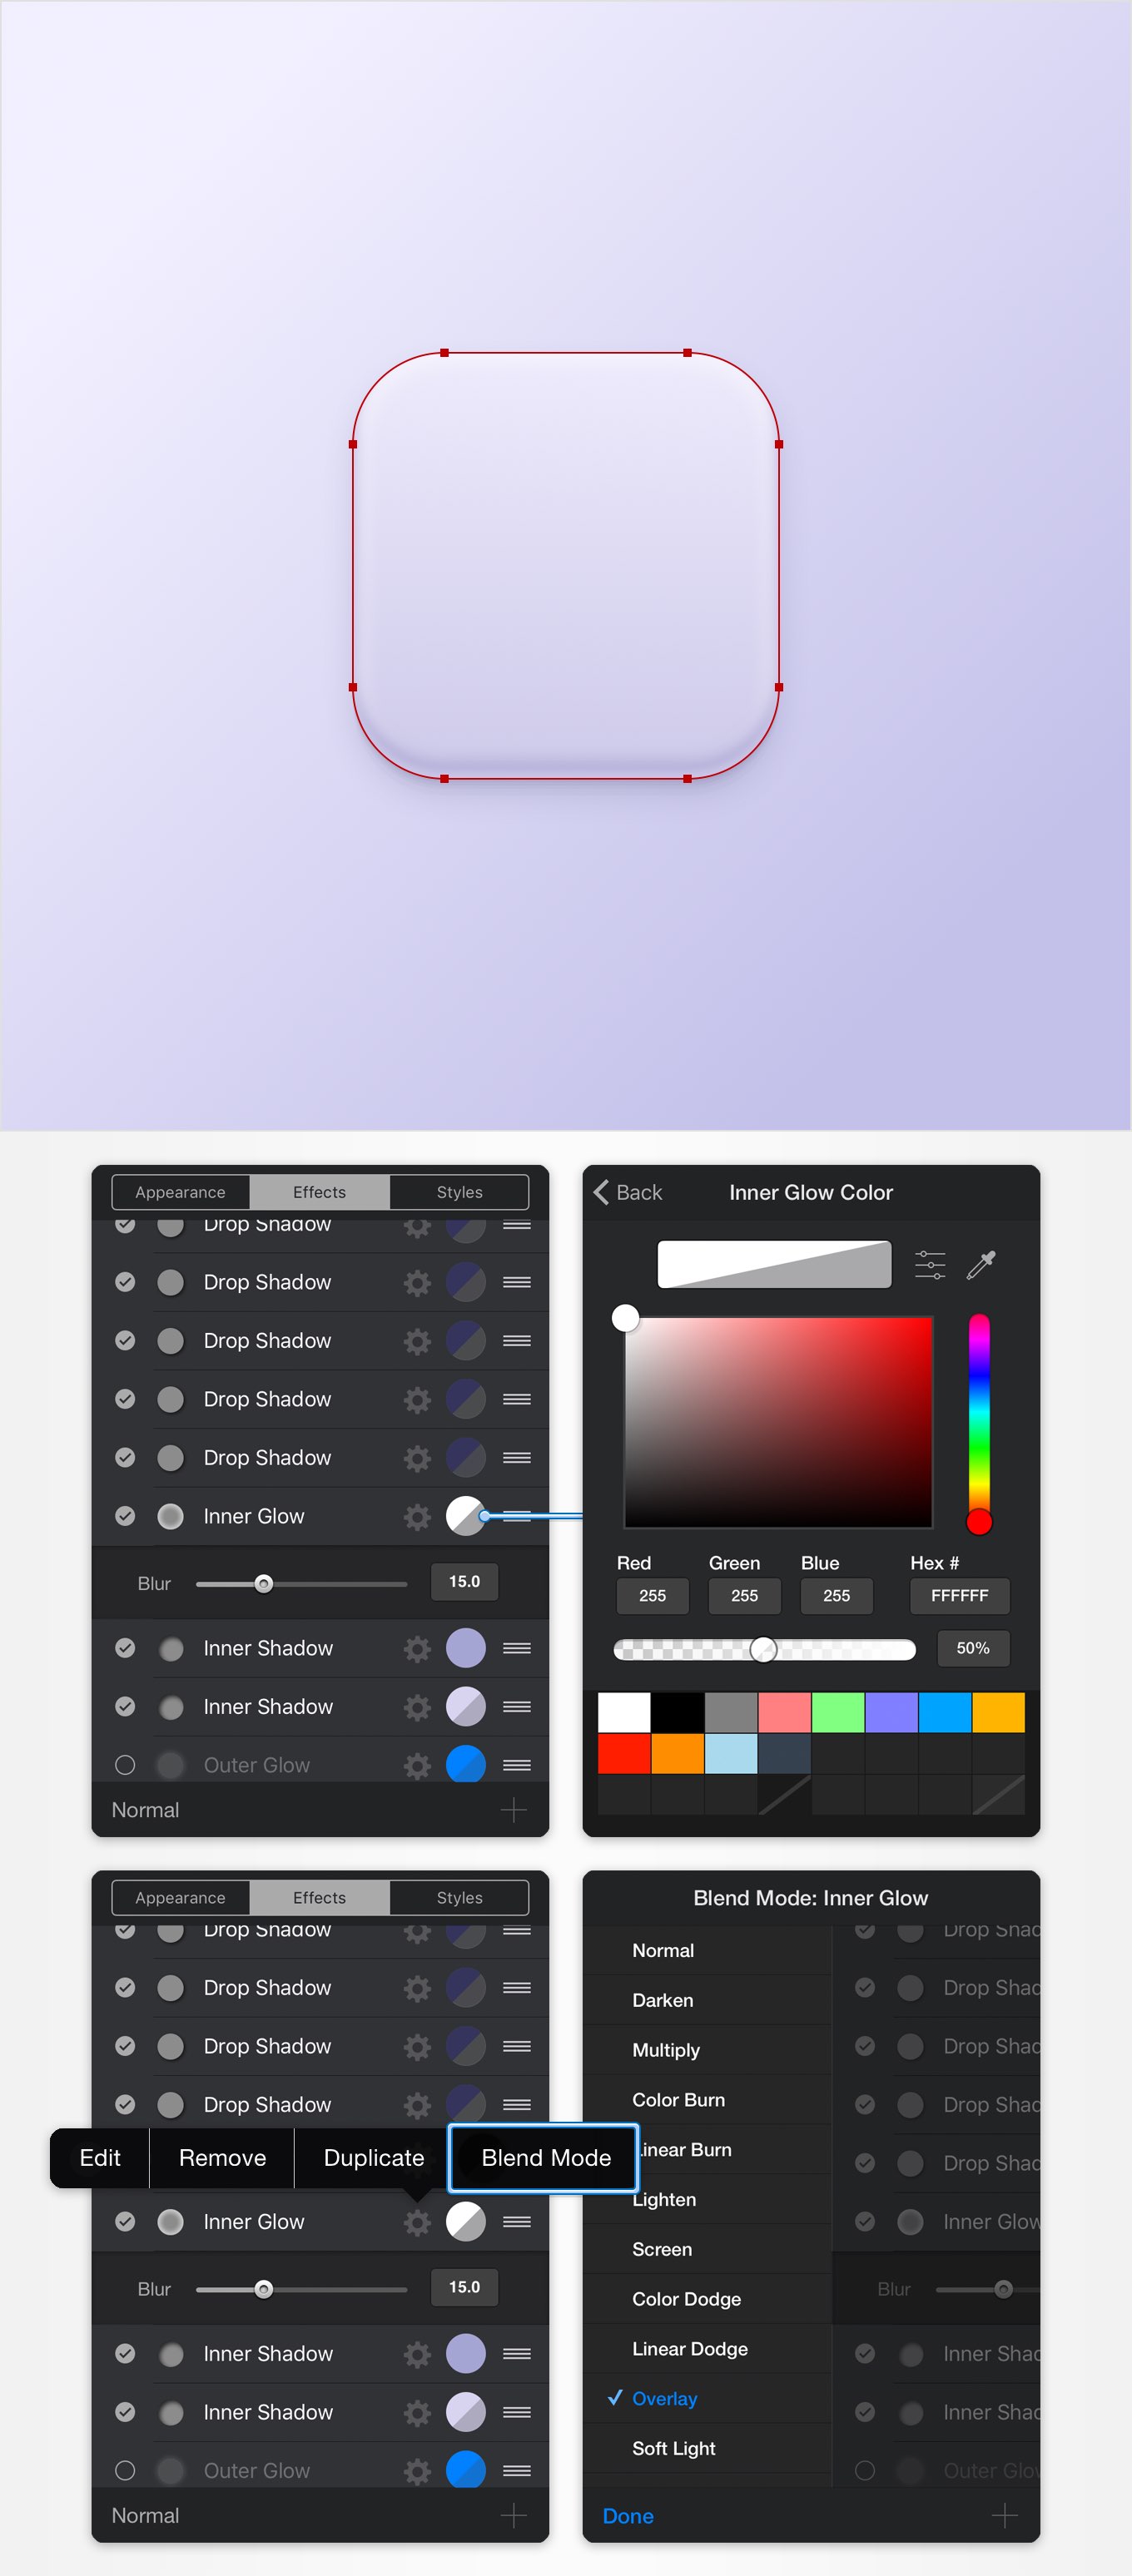 Appearance Effects Styles
Drop Shadow
Drop Shadow
Drop Shadow
Drop Shadow
Drop Shadow
Inner Glow
Blur 15.0
Inner Shadow
Inner Shadow
Outer Glow
Normal
Back Inner Glow Color
Red Green Blue Hex #
255 255 255 FFFFFF
50%
Appearance Effects Styles
Drop Shadow
Drop Shadow
Drop Shadow
Drop Shadow
Edit Remove Duplicate Blend Mode
Inner Glow
Blur 15.0
Inner Shadow
Inner Shadow
Outer Glow
Normal
Blend Mode: Inner Glow
Normal
Darken
Multiply
Color Burn
Linear Burn
Lighten
Screen
Color Dodge
Linear Dodge
Overlay
Soft Light
Drop Shad
Drop Shad
Drop Shad
Drop Shad
Drop Shad
Inner Glow
Blur
Inner Shad
Inner Shad
Outer Glow
Done